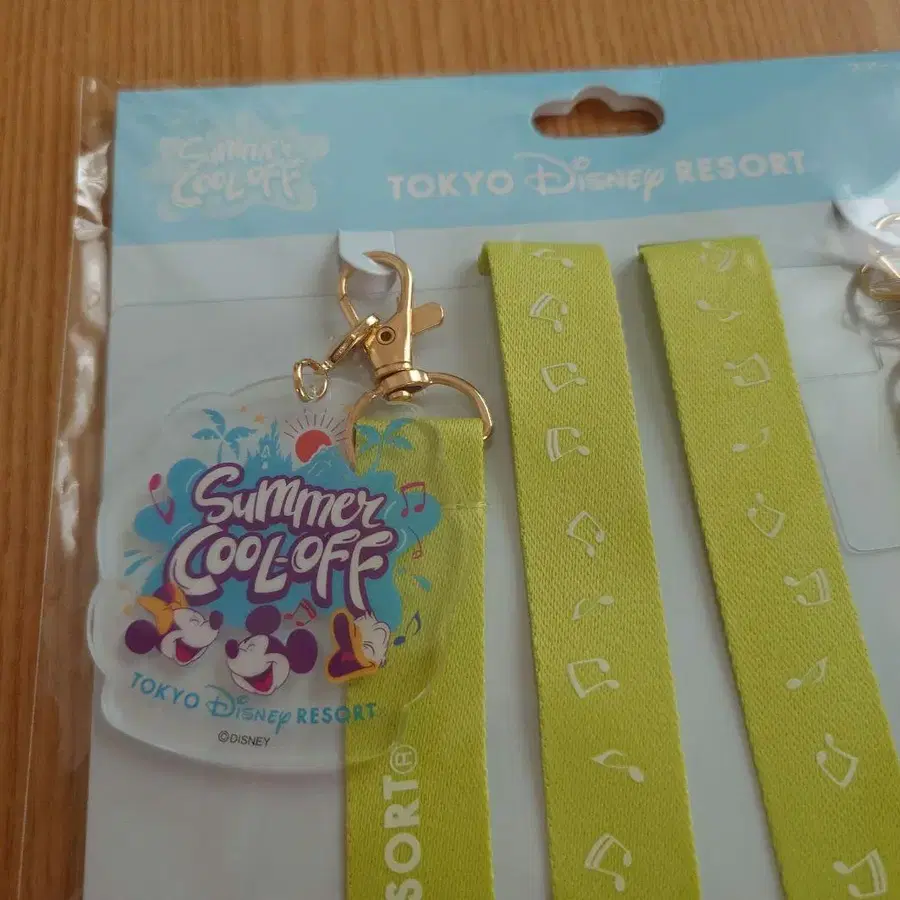 Summer
COOL-OFF
TOKYO Disney RESORT
Summer
COOL-OFF
TOKYO Disney RESORT
©DISNEY
SORT®